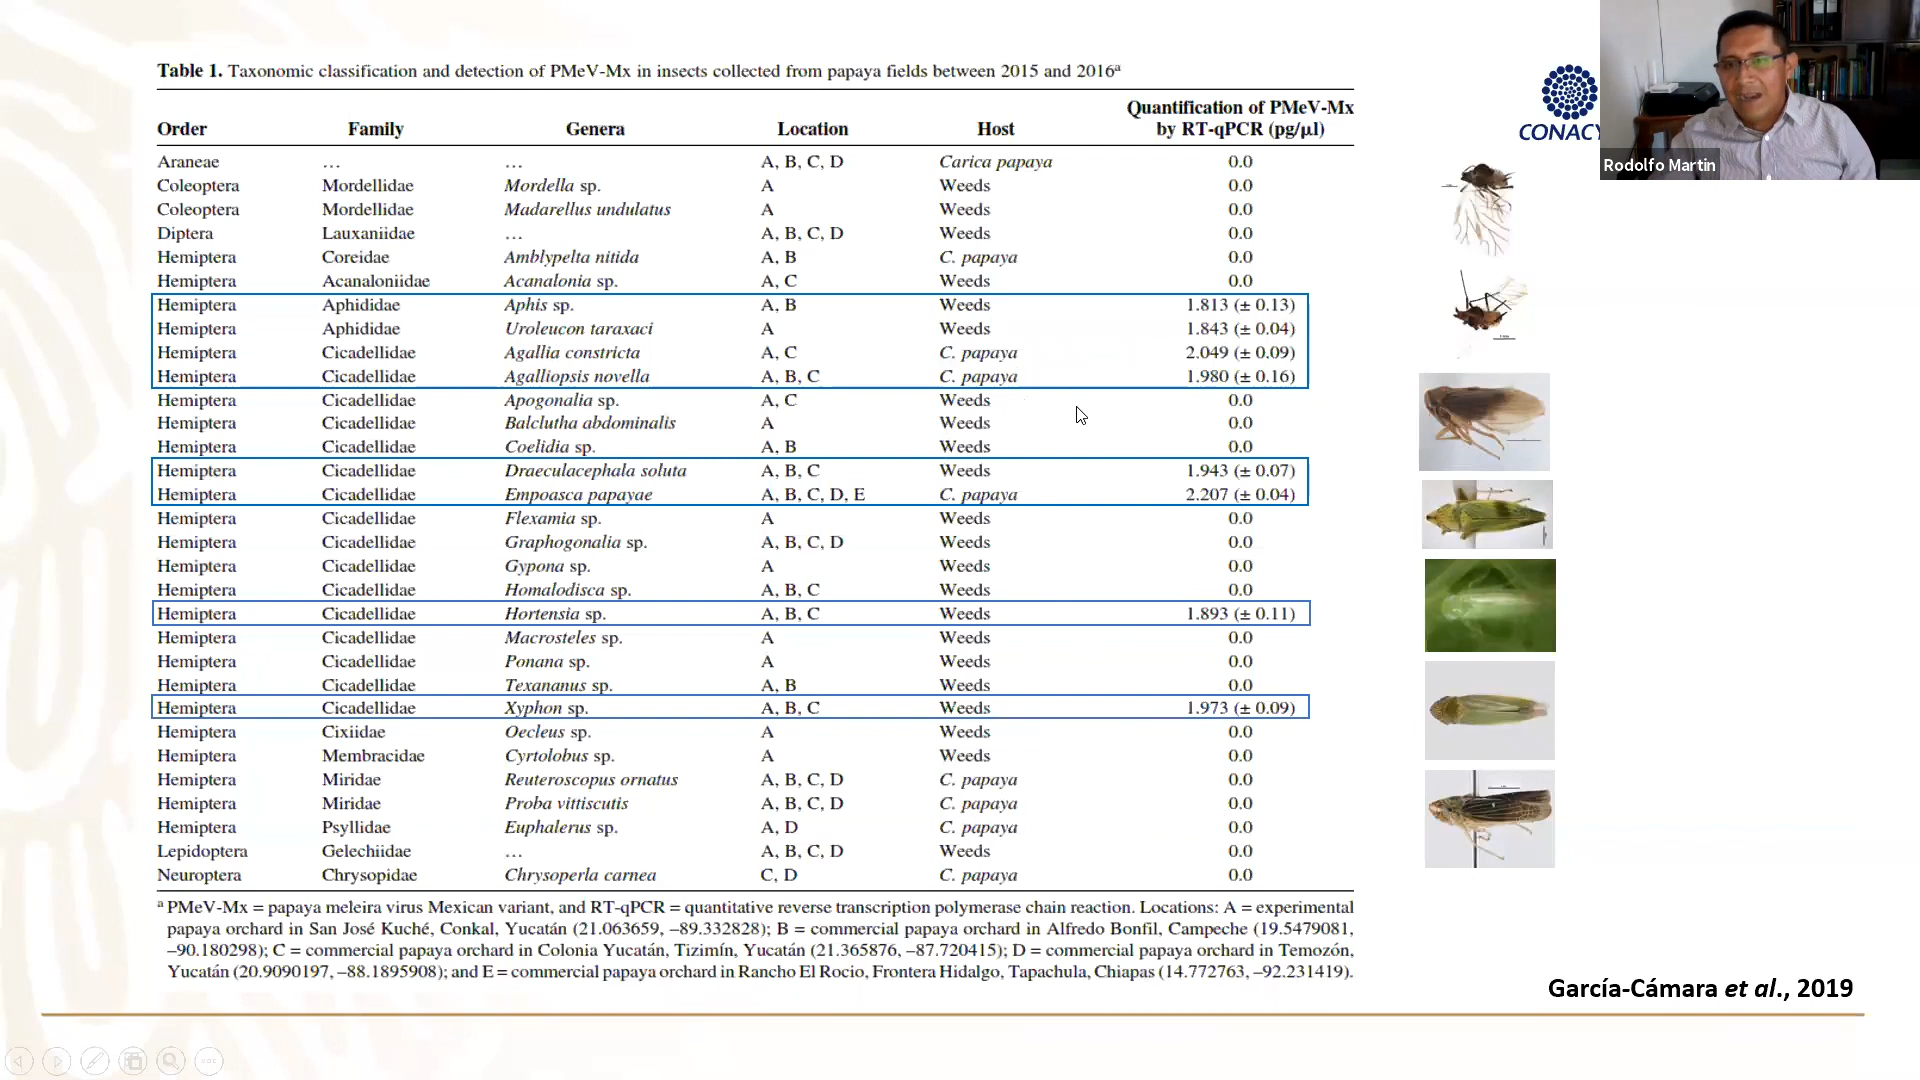 Table 1. Taxonomic classification and detection of PMeV-Mx in insects collected from papaya fields between 2015 and 2016ᵃ
Order Family Genera Location Host Quantification of PMeV-Mx by RT-qPCR (pg/μl)
Araneae … … A, B, C, D Carica papaya 0.0
Coleoptera Mordellidae Mordella sp. A Weeds 0.0
Coleoptera Mordellidae Madarellus undulatus A Weeds 0.0
Diptera Lauxaniidae … A, B, C, D Weeds 0.0
Hemiptera Coreidae Amblypelta nitida A, B C. papaya 0.0
Hemiptera Acanaloniidae Acanalonia sp. A, C Weeds 0.0
Hemiptera Aphididae Aphis sp. A, B Weeds 1.813 (± 0.13)
Hemiptera Aphididae Uroleucon taraxaci A Weeds 1.843 (± 0.04)
Hemiptera Cicadellidae Agallia constricta A, C C. papaya 2.049 (± 0.09)
Hemiptera Cicadellidae Agalliopsis novella A, B, C C. papaya 1.980 (± 0.16)
Hemiptera Cicadellidae Apogonalia sp. A, C Weeds 0.0
Hemiptera Cicadellidae Balclutha abdominalis A Weeds 0.0
Hemiptera Cicadellidae Coelidia sp. A, B Weeds 0.0
Hemiptera Cicadellidae Draeculacephala soluta A, B, C Weeds 1.943 (± 0.07)
Hemiptera Cicadellidae Empoasca papayae A, B, C, D, E C. papaya 2.207 (± 0.04)
Hemiptera Cicadellidae Flexamia sp. A Weeds 0.0
Hemiptera Cicadellidae Graphogonalia sp. A, B, C, D Weeds 0.0
Hemiptera Cicadellidae Gypona sp. A Weeds 0.0
Hemiptera Cicadellidae Homalodisca sp. A, B, C Weeds 0.0
Hemiptera Cicadellidae Hortensia sp. A, B, C Weeds 1.893 (± 0.11)
Hemiptera Cicadellidae Macrosteles sp. A Weeds 0.0
Hemiptera Cicadellidae Ponana sp. A Weeds 0.0
Hemiptera Cicadellidae Texananus sp. A, B Weeds 0.0
Hemiptera Cicadellidae Xyphon sp. A, B, C Weeds 1.973 (± 0.09)
Hemiptera Cixiidae Oecleus sp. A Weeds 0.0
Hemiptera Membracidae Cyrtolobus sp. A Weeds 0.0
Hemiptera Miridae Reuteroscopus ornatus A, B, C, D C. papaya 0.0
Hemiptera Miridae Proba vittiscutis A, B, C, D C. papaya 0.0
Hemiptera Psyllidae Euphalerus sp. A, D C. papaya 0.0
Lepidoptera Gelechiidae … A, B, C, D Weeds 0.0
Neuroptera Chrysopidae Chrysoperla carnea C, D C. papaya 0.0
ᵃ PMeV-Mx = papaya meleira virus Mexican variant, and RT-qPCR = quantitative reverse transcription polymerase chain reaction. Locations: A = experimental
papaya orchard in San José Kuché, Conkal, Yucatán (21.063659, –89.332828); B = commercial papaya orchard in Alfredo Bonfil, Campeche (19.5479081,
–90.180298); C = commercial papaya orchard in Colonia Yucatán, Tizimín, Yucatán (21.365876, –87.720415); D = commercial papaya orchard in Temozón,
Yucatán (20.9090197, –88.1895908); and E = commercial papaya orchard in Rancho El Rocio, Frontera Hidalgo, Tapachula, Chiapas (14.772763, –92.231419).
CONACY
Rodolfo Martin
García-Cámara et al., 2019